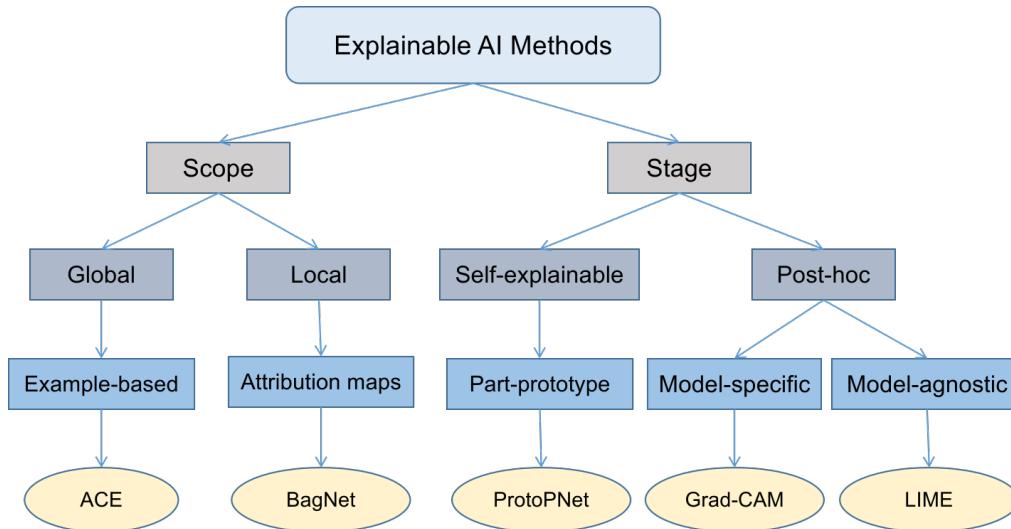 Explainable AI Methods
Scope
Stage
Global
Local
Self-explainable
Post-hoc
Example-based
Attribution maps
Part-prototype
Model-specific
Model-agnostic
ACE
BagNet
ProtoPNet
Grad-CAM
LIME